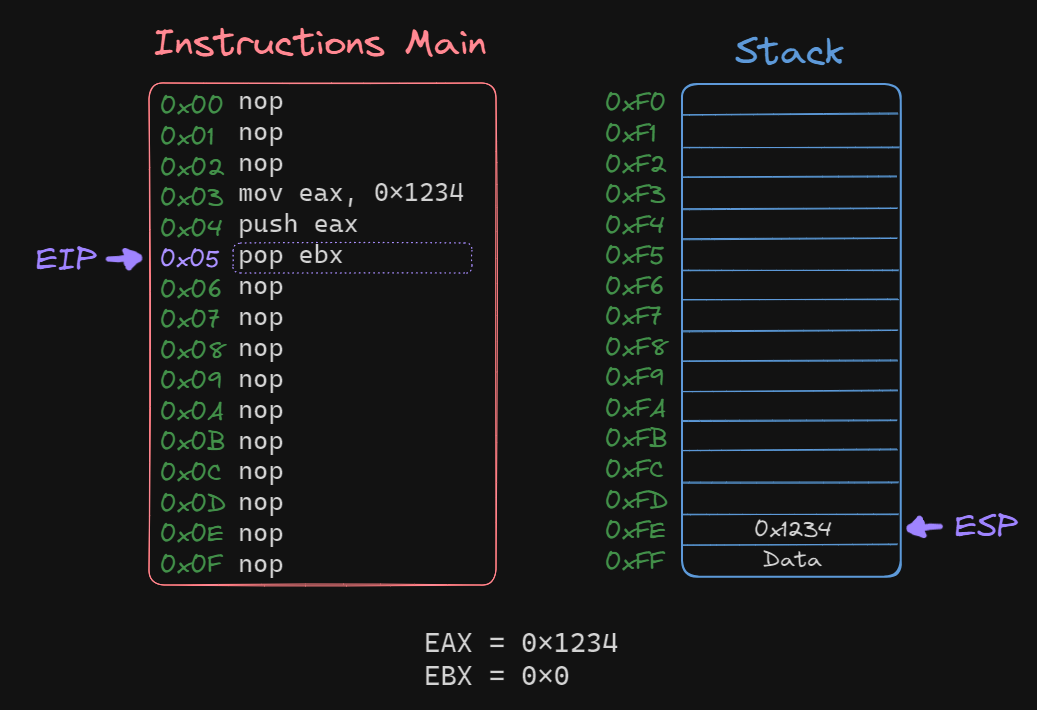 Instructions Main
0x00 nop
0x01 nop
0x02 nop
0x03 mov eax, 0x1234
0x04 push eax
EIP 0x05 pop ebx
0x06 nop
0x07 nop
0x08 nop
0x09 nop
0x0A nop
0x0B nop
0x0C nop
0x0D nop
0x0E nop
0x0F nop
Stack
0xF0
0xF1
0xF2
0xF3
0xF4
0xF5
0xF6
0xF7
0xF8
0xF9
0xFA
0xFB
0xFC
0xFD
0xFE 0x1234 ESP
0xFF Data
EAX = 0x1234
EBX = 0x0